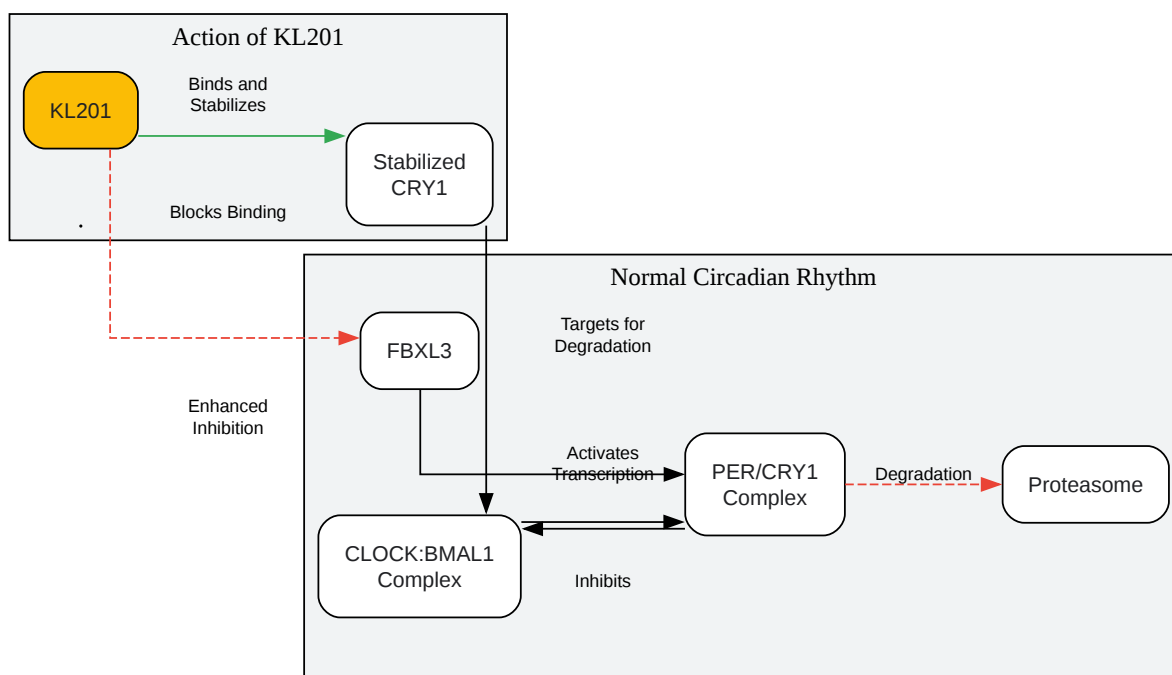 Action of KL201
KL201
Binds and
Stabilizes
Stabilized
CRY1
Blocks Binding
.
Normal Circadian Rhythm
FBXL3
Targets for
Degradation
Enhanced
Inhibition
Activates
Transcription
PER/CRY1
Complex
Degradation
Proteasome
CLOCK:BMAL1
Complex
Inhibits